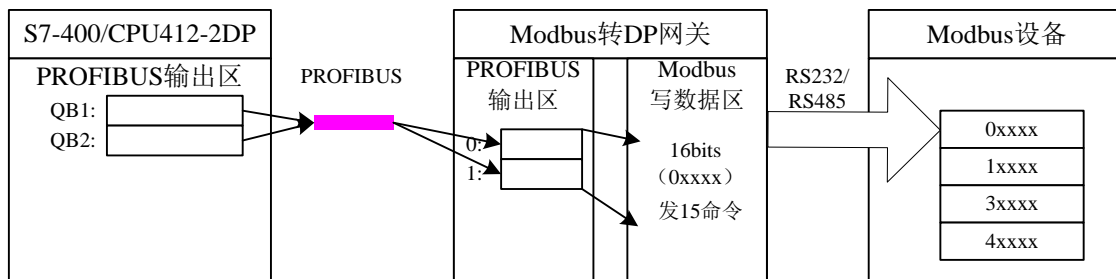 S7-400/CPU412-2DP
PROFIBUS输出区
QB1:
QB2:
PROFIBUS
Modbus转DP网关
PROFIBUS
输出区
0:
1:
Modbus
写数据区
16bits
（0xxxx）
发15命令
RS232/
RS485
Modbus设备
0xxxx
1xxxx
3xxxx
4xxxx